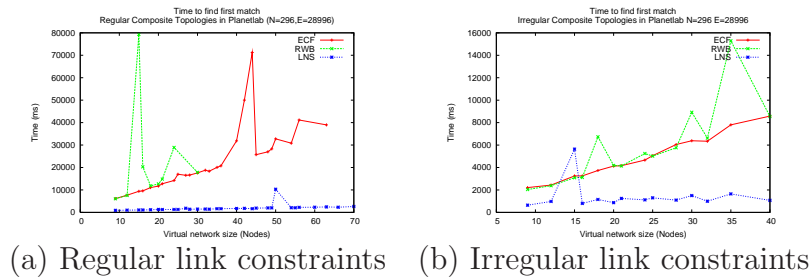 Time to find first match
Regular Composite Topologies in Planetlab (N=296,E=28996)
80000
70000
60000
50000
40000
30000
20000
10000
0
Time (ms)
ECF
RWB
LNS
0 10 20 30 40 50 60 70
Virtual network size (Nodes)
(a) Regular link constraints
Time to find first match
Irregular Composite Topologies in Planetlab N=296 E=28996
16000
14000
12000
10000
8000
6000
4000
2000
0
Time (ms)
ECF
RWB
LNS
5 10 15 20 25 30 35 40
Virtual network size (Nodes)
(b) Irregular link constraints